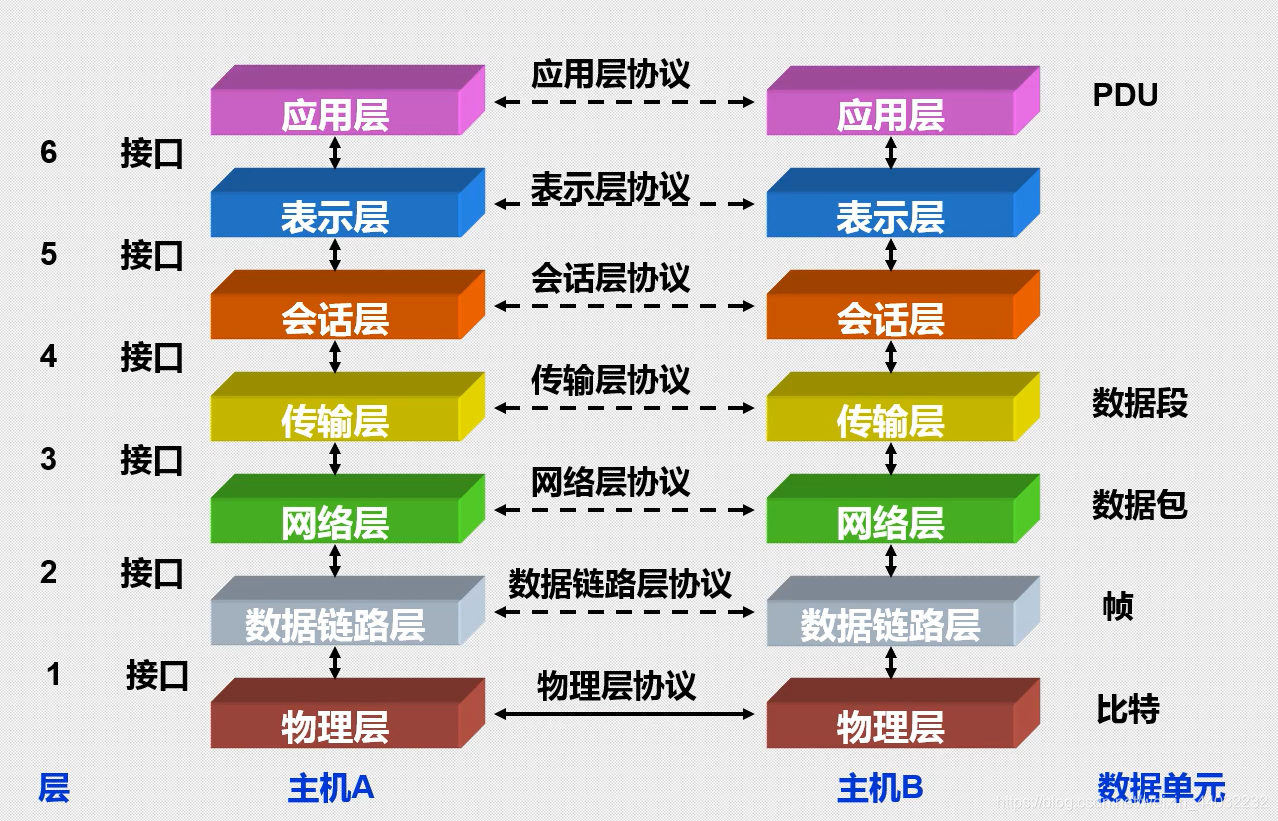 应用层协议
应用层 应用层 PDU
6 接口
表示层协议
表示层 表示层
5 接口
会话层协议
会话层 会话层
4 接口
传输层协议
传输层 传输层 数据段
3 接口
网络层协议
网络层 网络层 数据包
2 接口
数据链路层协议
数据链路层 数据链路层 帧
1 接口
物理层协议
物理层 物理层 比特
层 主机A 主机B 数据单元